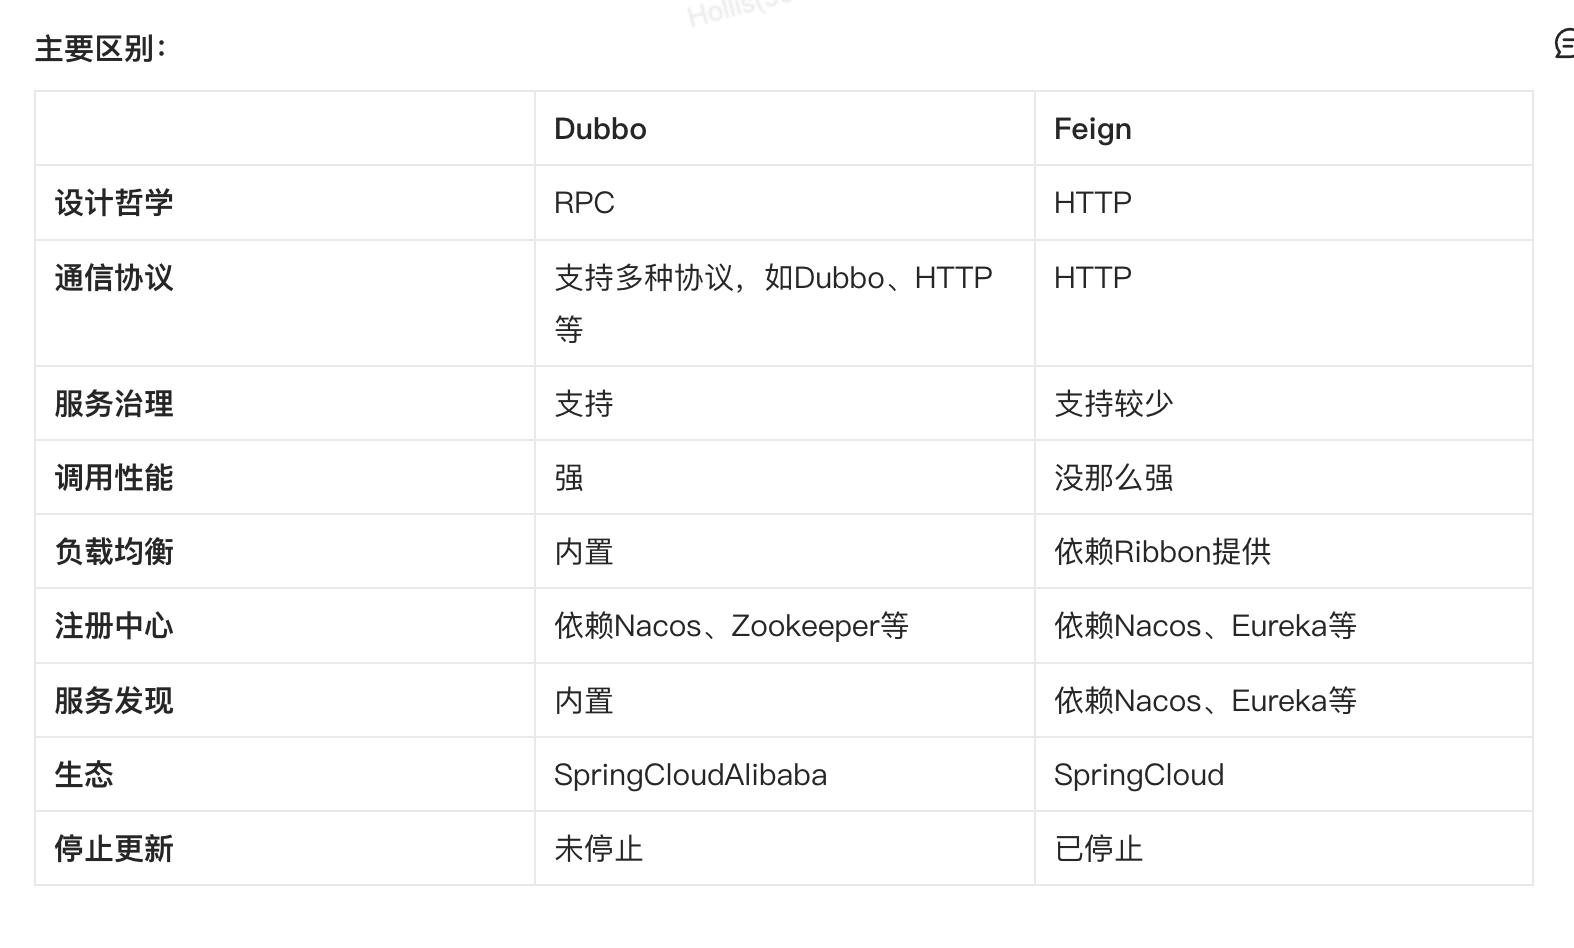 Hollis(
主要区别：
Dubbo Feign
设计哲学 RPC HTTP
通信协议 支持多种协议，如Dubbo、HTTP HTTP
等
服务治理 支持 支持较少
调用性能 强 没那么强
负载均衡 内置 依赖Ribbon提供
注册中心 依赖Nacos、Zookeeper等 依赖Nacos、Eureka等
服务发现 内置 依赖Nacos、Eureka等
生态 SpringCloudAlibaba SpringCloud
停止更新 未停止 已停止